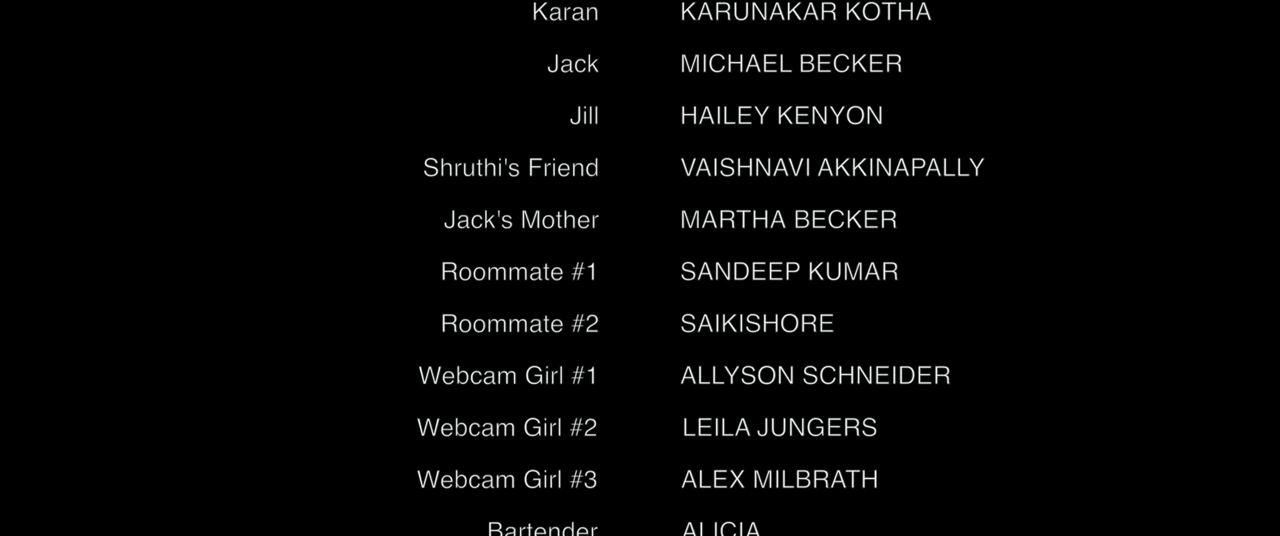 Karan KARUNAKAR KOTHA
Jack MICHAEL BECKER
Jill HAILEY KENYON
Shruthi's Friend VAISHNAVI AKKINAPALLY
Jack's Mother MARTHA BECKER
Roommate #1 SANDEEP KUMAR
Roommate #2 SAIKISHORE
Webcam Girl #1 ALLYSON SCHNEIDER
Webcam Girl #2 LEILA JUNGERS
Webcam Girl #3 ALEX MILBRATH
Bartender ALICIA